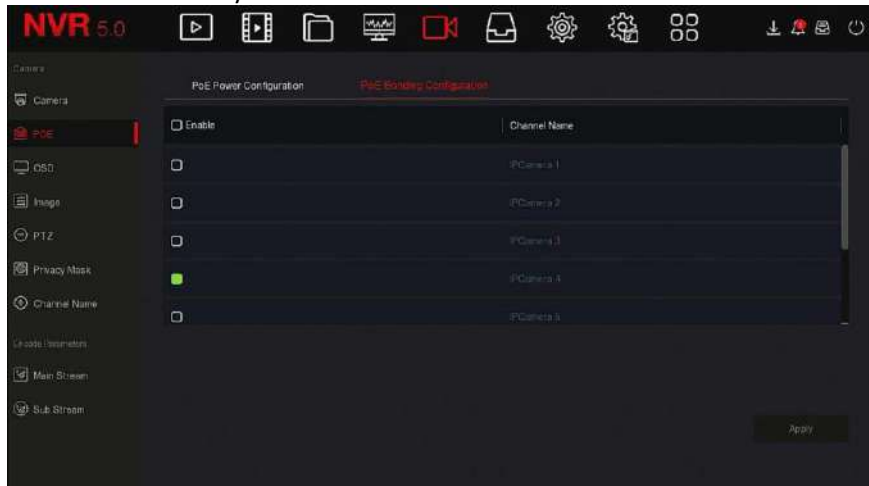 NVR 5.0
Camera
Camera
POE
OSD
Image
PTZ
Privacy Mask
Channel Name
Encode Parameters
Main Stream
Sub Stream
PoE Power Configuration
PoE Bonding Configuration
Enable
Channel Name
IPCamera 1
IPCamera 2
IPCamera 3
IPCamera 4
IPCamera 5
Apply